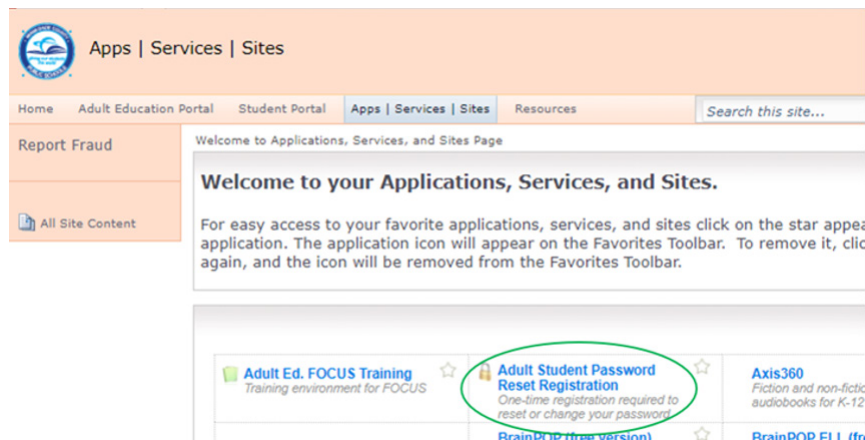 Apps | Services | Sites
Home Adult Education Portal Student Portal Apps | Services | Sites Resources Search this site...
Report Fraud
Welcome to Applications, Services, and Sites Page
Welcome to your Applications, Services, and Sites.
All Site Content
For easy access to your favorite applications, services, and sites click on the star appea
application. The application icon will appear on the Favorites Toolbar. To remove it, clic
again, and the icon will be removed from the Favorites Toolbar.
Adult Ed. FOCUS Training
Training environment for FOCUS
Adult Student Password
Reset Registration
One-time registration required to
reset or change your password
Axis360
Fiction and non-fictio
audiobooks for K-12
BrainPOP (free version)
BrainPOP ELL (fr